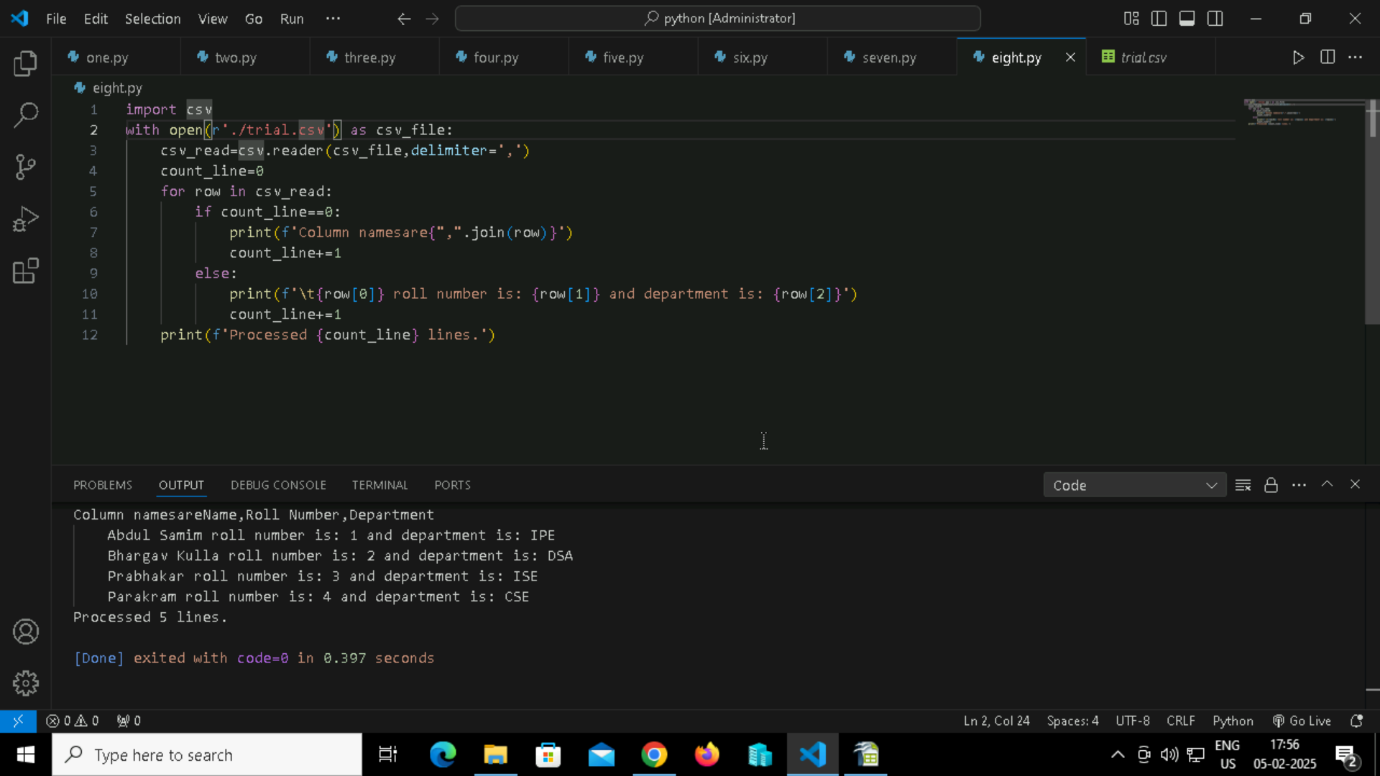 File Edit Selection View Go Run ··· python [Administrator]
one.py two.py three.py four.py five.py six.py seven.py eight.py trial.csv
eight.py
1 import csv
2 with open(r'./trial.csv') as csv_file:
3 csv_read=csv.reader(csv_file,delimiter=',')
4 count_line=0
5 for row in csv_read:
6 if count_line==0:
7 print(f'Column namesare{",".join(row)}')
8 count_line+=1
9 else:
10 print(f'\t{row[0]} roll number is: {row[1]} and department is: {row[2]}')
11 count_line+=1
12 print(f'Processed {count_line} lines.')
PROBLEMS OUTPUT DEBUG CONSOLE TERMINAL PORTS Code
Column namesareName,Roll Number,Department
Abdul Samim roll number is: 1 and department is: IPE
Bhargav Kulla roll number is: 2 and department is: DSA
Prabhakar roll number is: 3 and department is: ISE
Parakram roll number is: 4 and department is: CSE
Processed 5 lines.
[Done] exited with code=0 in 0.397 seconds
0 0 0 Ln 2, Col 24 Spaces: 4 UTF-8 CRLF Python Go Live
Type here to search
ENG
US
17:56
05-02-2025
2